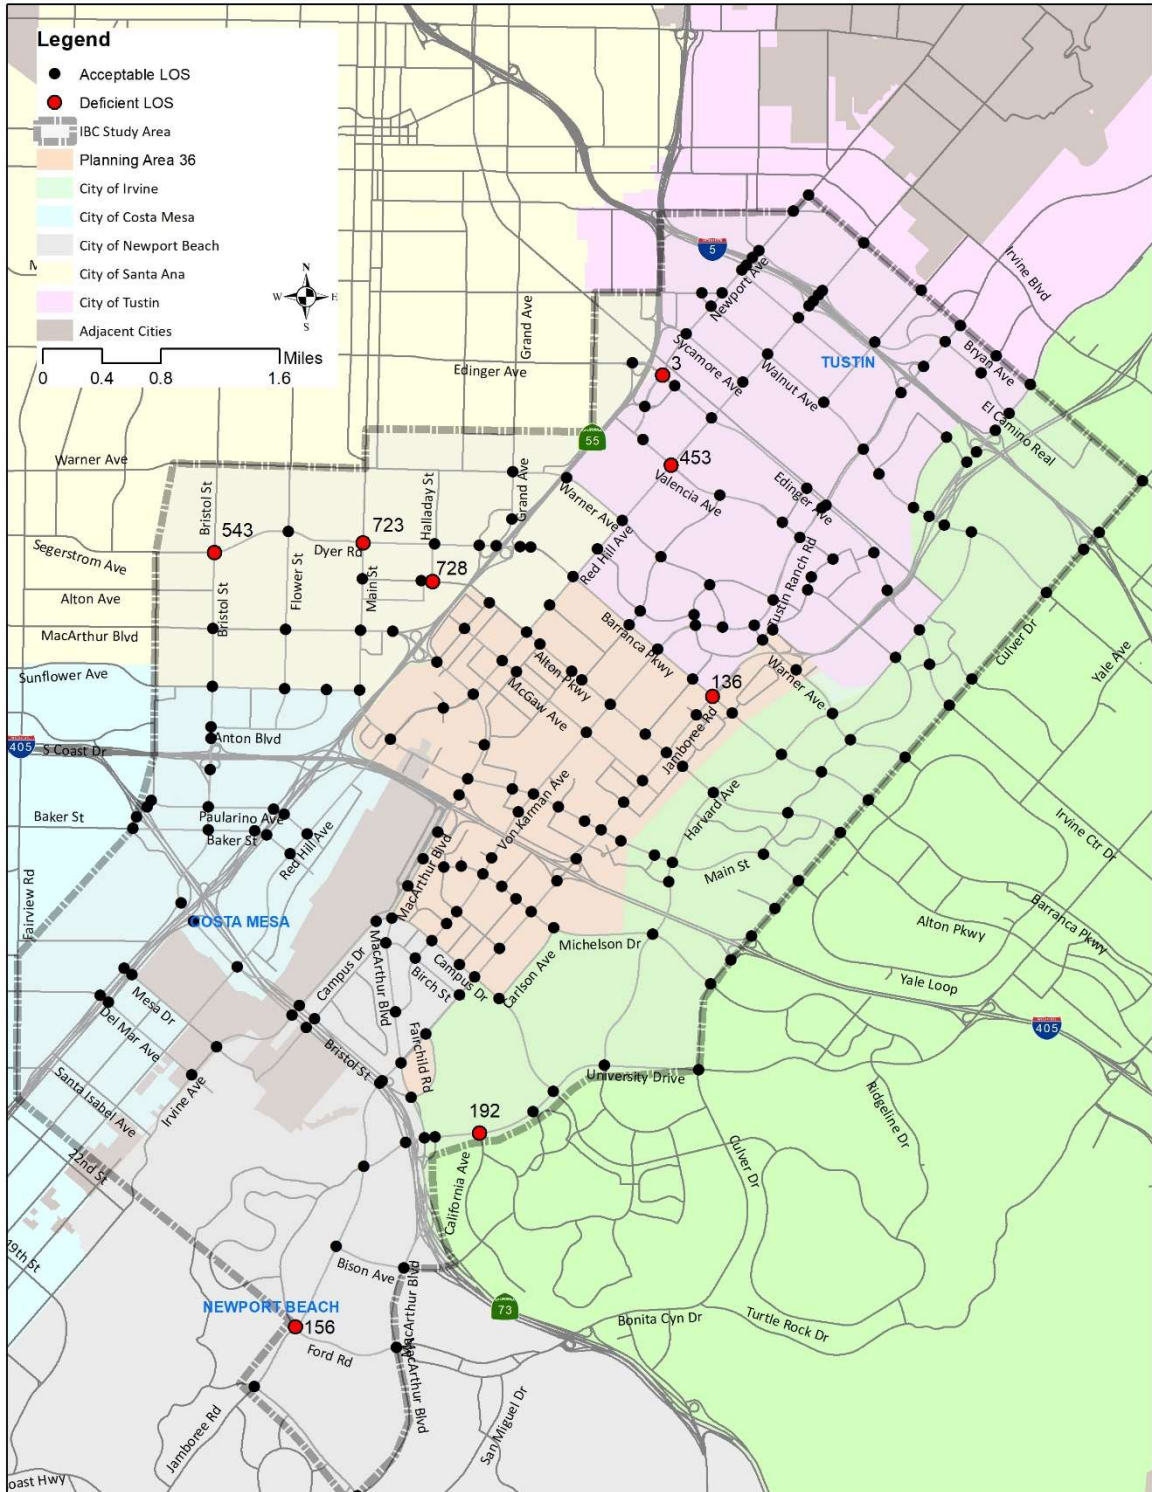 Legend
Acceptable LOS
Deficient LOS
IBC Study Area
Planning Area 36
City of Irvine
City of Costa Mesa
City of Newport Beach
City of Santa Ana
City of Tustin
Adjacent Cities
N
W E
S
Miles
0 0.4 0.8 1.6
5
Irvine Blvd
Newport Ave
Grand Ave
Sycamore Ave
Bryan Ave
TUSTIN
Edinger Ave
3
Walnut Ave
El Camino Real
55
Warner Ave
453
Valencia Ave
Edinger Ave
Bristol St
Halladay St
Grand Ave
Warner Ave
543
723
Dyer Rd
Segerstrom Ave
Red Hill Ave
Tustin Ranch Rd
728
Flower St
Main St
Alton Ave
Bristol St
MacArthur Blvd
Barranca Pkwy
Culver Dr
Yale Ave
Sunflower Ave
Alton Pkwy
Warner Ave
McGaw Ave
136
Jamboree Rd
405
S Coast Dr
Anton Blvd
Von Karman Ave
Harvard Ave
Baker St
Paularino Ave
Baker St
Red Hill Ave
MacArthur Blvd
Main St
Irvine Ctr Dr
Fairview Rd
COSTA MESA
Alton Pkwy
Barranca Pkwy
Michelson Dr
Campus Dr
MacArthur Blvd
Birch St
Campus Dr
Carlson Ave
Yale Loop
405
Mesa Dr
Del Mar Ave
Bristol St
Fairchild Rd
Santa Isabel Ave
Irvine Ave
University Drive
Ridgeline Dr
192
22nd St
California Ave
Culver Dr
19th St
Bison Ave
MacArthur Blvd
NEWPORT BEACH
73
156
Ford Rd
Bonita Cyn Dr
Turtle Rock Dr
MacArthur Blvd
San Miguel Dr
Jamboree Rd
oast Hwy